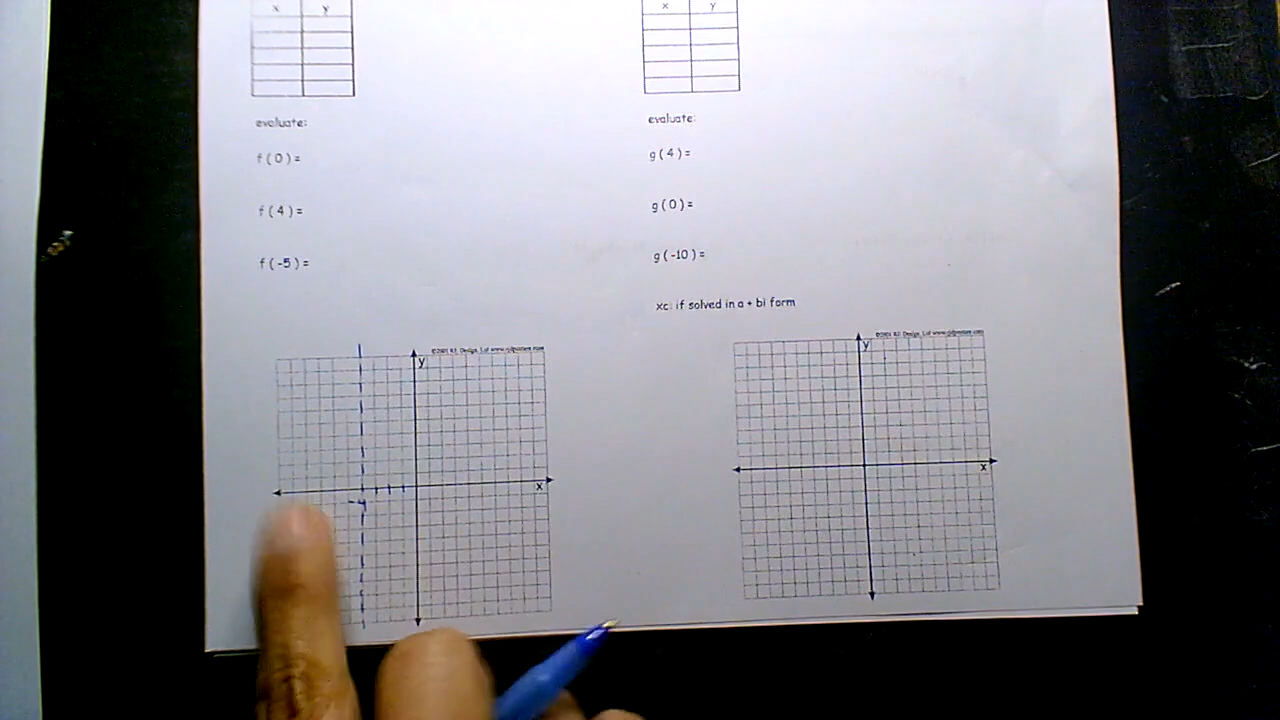 x y
x y
evaluate:
f ( 0 ) =
f ( 4 ) =
f ( -5 ) =
evaluate:
g ( 4 ) =
g ( 0 ) =
g ( -10 ) =
xc: if solved in a + bi form
y
x
-4
y
x